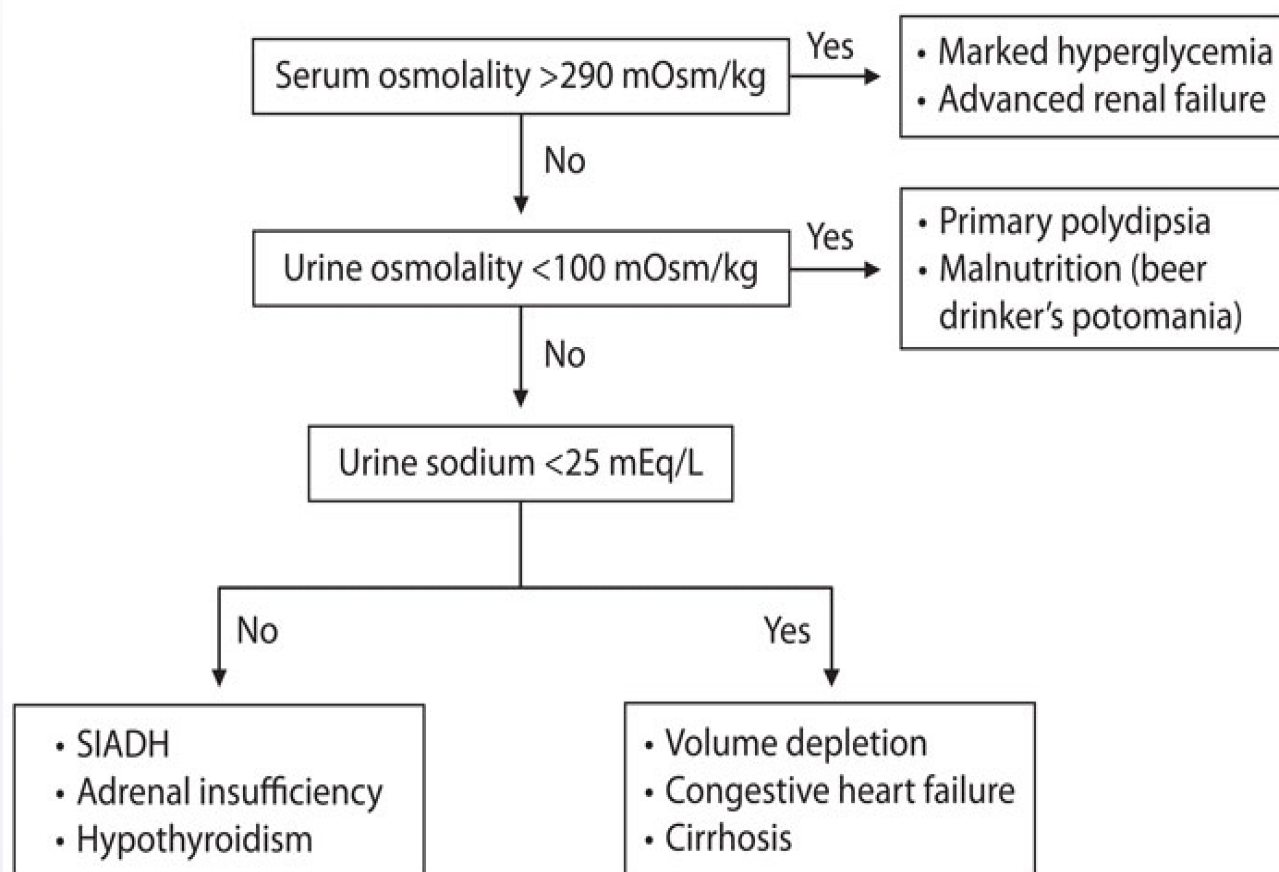 Serum osmolality >290 mOsm/kg
Yes
• Marked hyperglycemia
• Advanced renal failure
No
Urine osmolality <100 mOsm/kg
Yes
• Primary polydipsia
• Malnutrition (beer
drinker's potomania)
No
Urine sodium <25 mEq/L
No
Yes
• SIADH
• Adrenal insufficiency
• Hypothyroidism
• Volume depletion
• Congestive heart failure
• Cirrhosis